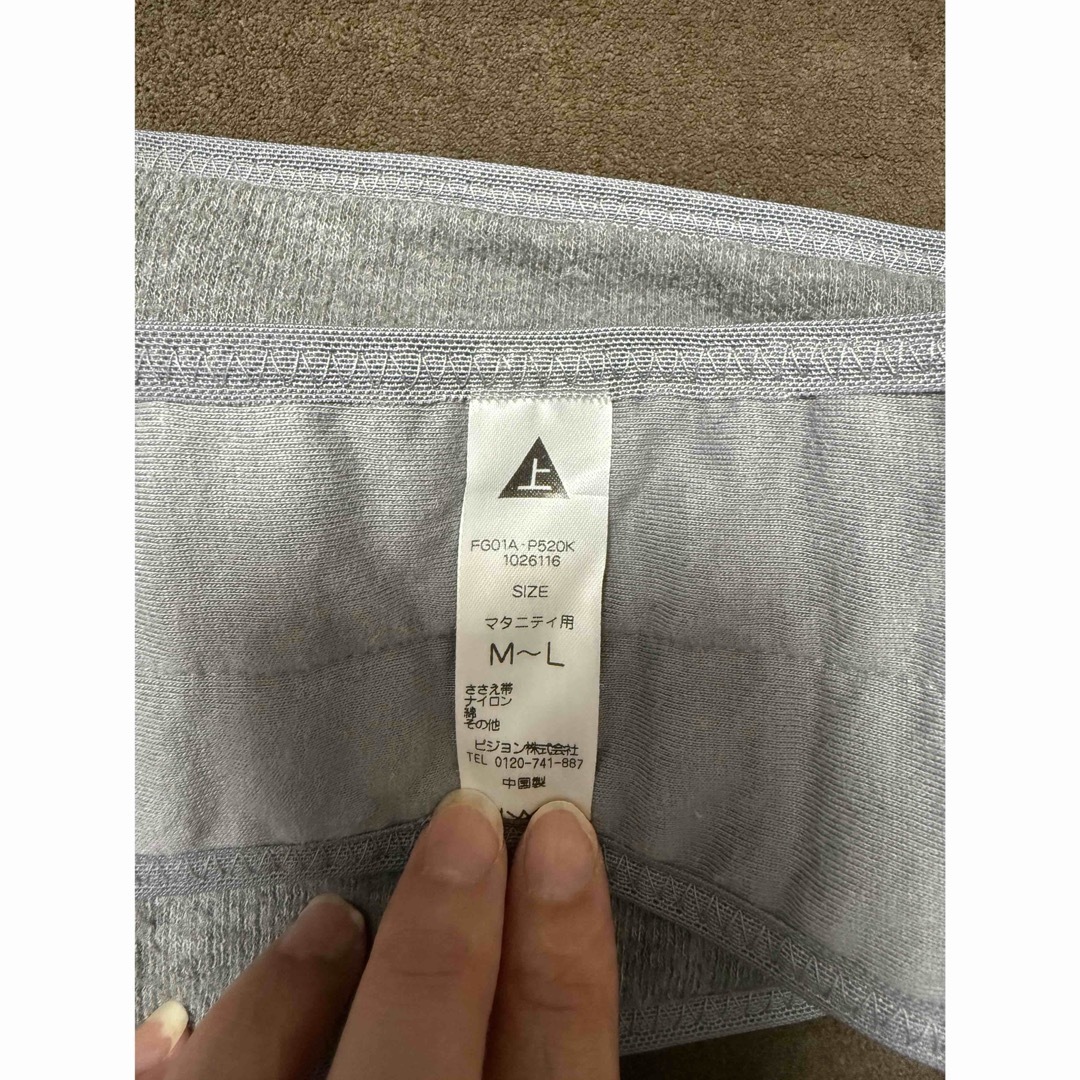 上
FG01A-P520K
1026116
SIZE
マタニティ用
M～L
ささえ帯
ナイロン
綿
その他
ピジョン株式会社
TEL 0120-741-887
中国製